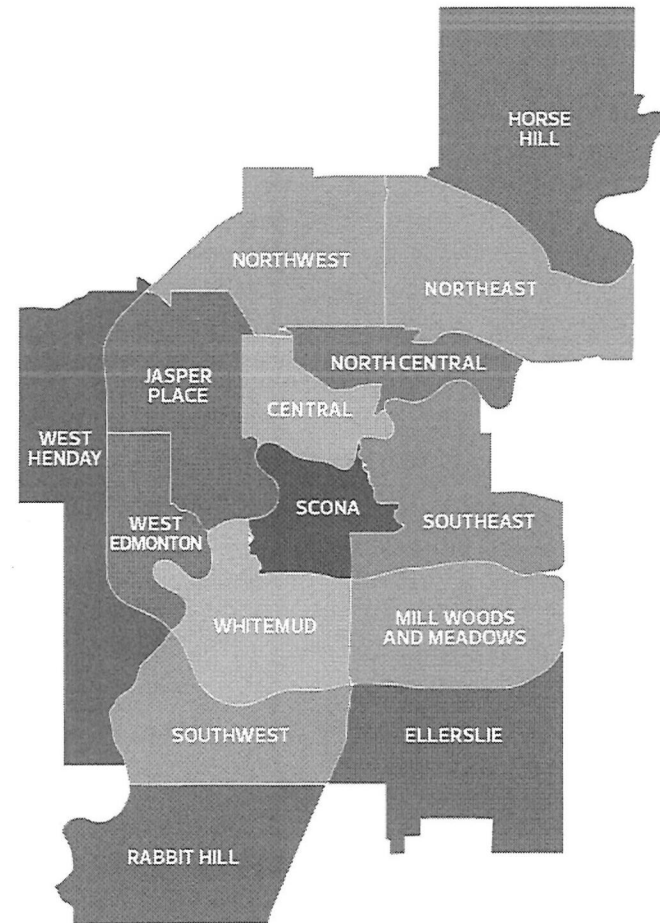 HORSE
HILL
NORTHWEST
NORTHEAST
NORTH CENTRAL
JASPER
PLACE
CENTRAL
WEST
HENDAY
SCONA
WEST
EDMONTON
SOUTHEAST
WHITEMUD
MILL WOODS
AND MEADOWS
SOUTHWEST
ELLERSLIE
RABBIT HILL